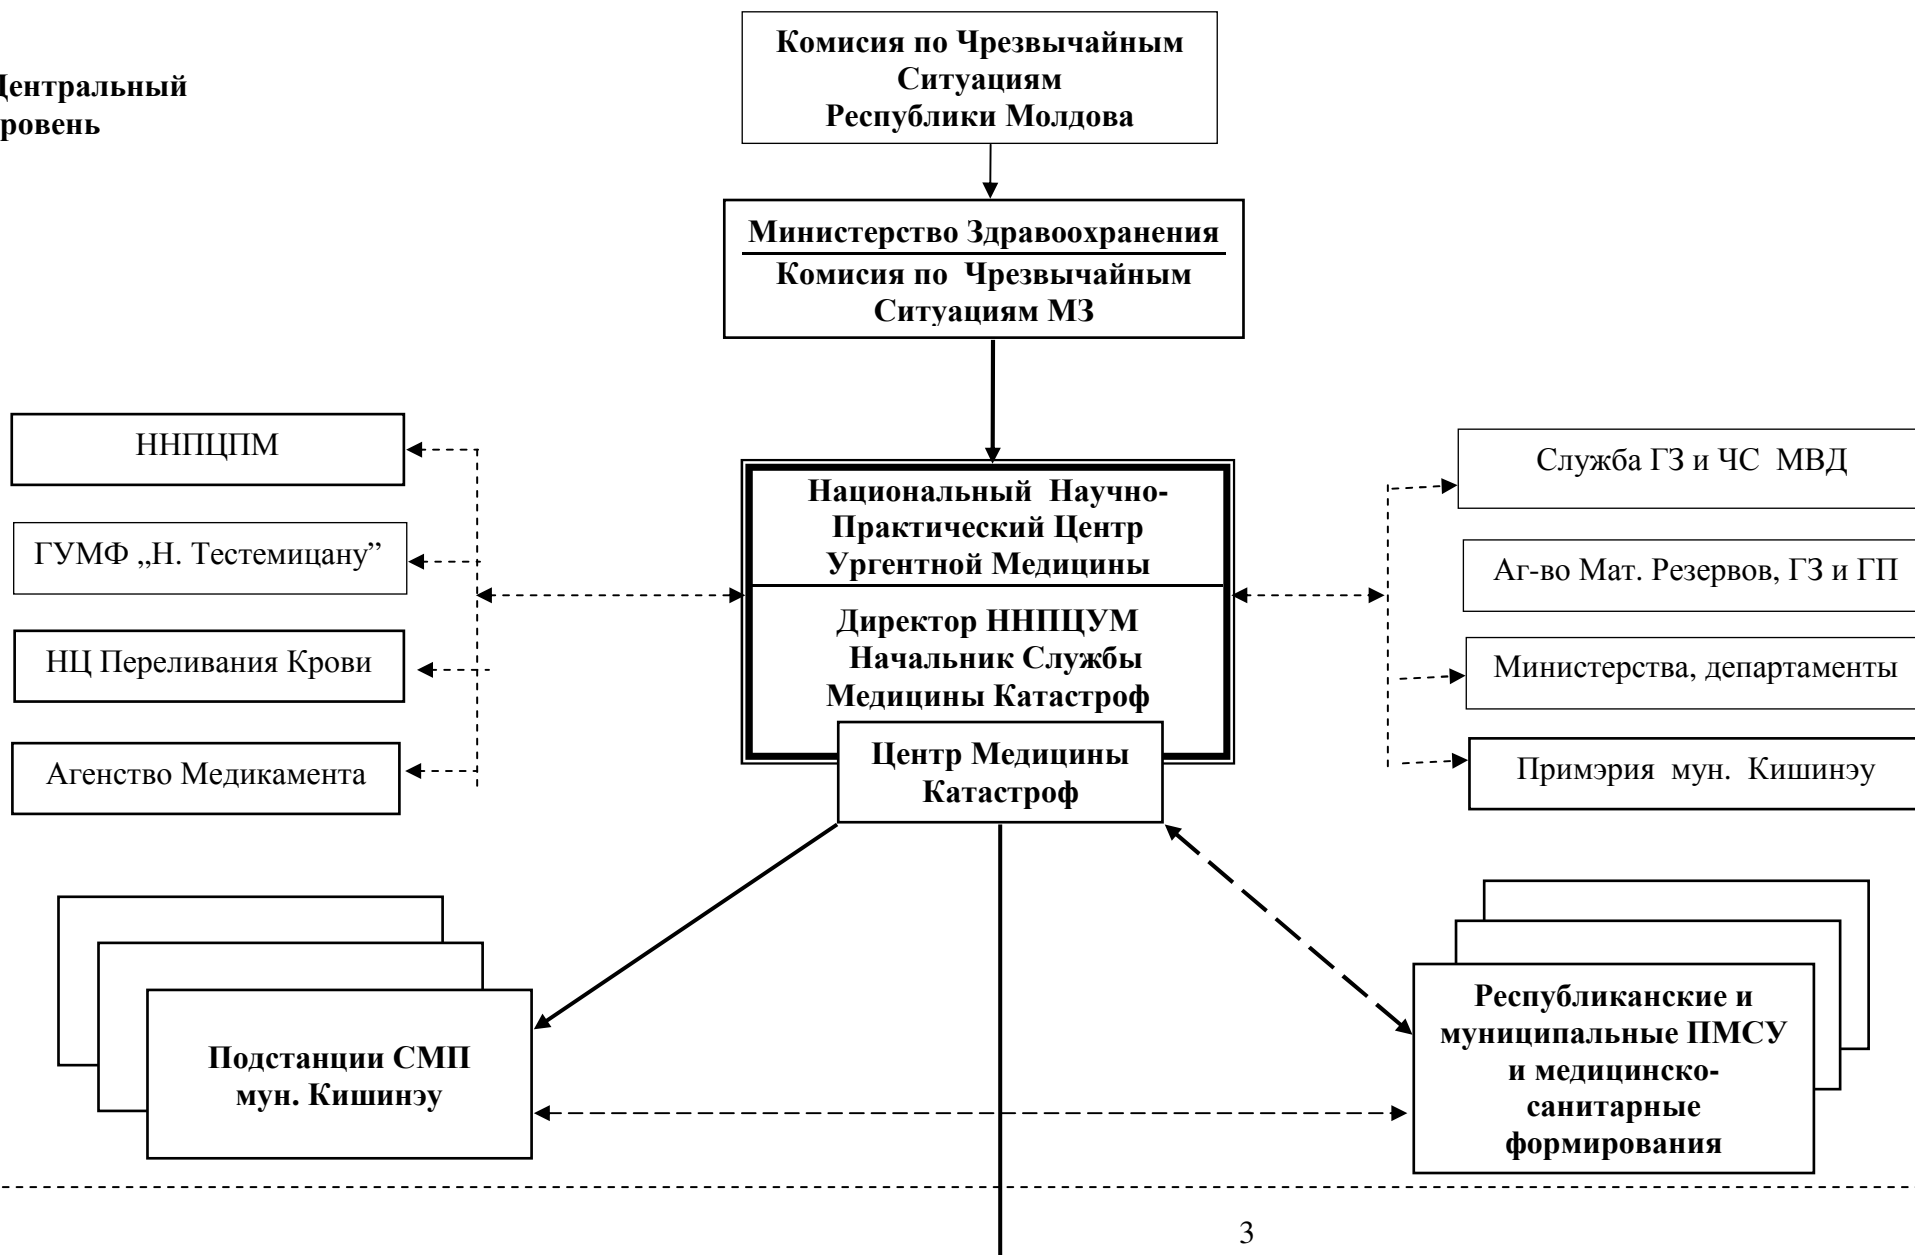 Комисия по Чрезвычайным
Ситуациям
Республики Молдова
Центральный
ровень
Министерство Здравоохранения
Комисия по Чрезвычайным
Ситуациям МЗ
ННПЦПМ
ГУМФ „Н. Тестемицану”
НЦ Переливания Крови
Агенство Медикамента
Национальный Научно-
Практический Центр
Ургентной Медицины
Директор ННПЦУМ
Начальник Службы
Медицины Катастроф
Центр Медицины
Катастроф
Служба ГЗ и ЧС МВД
Аг-во Мат. Резервов, ГЗ и ГП
Министерства, департаменты
Примэрия мун. Кишинэу
Подстанции СМП
мун. Кишинэу
Республиканские и
муниципальные ПМСУ
и медицинско-
санитарные
формирования
3